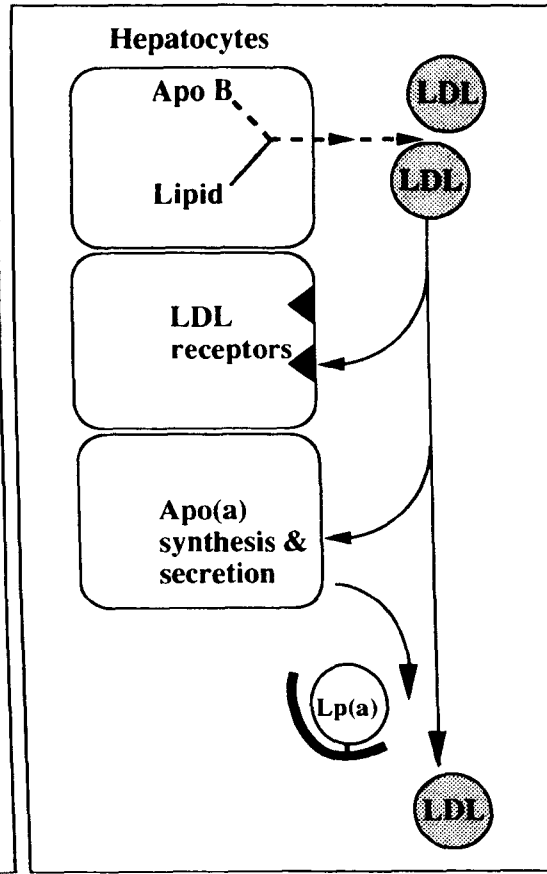 Hepatocytes
Apo B
Lipid
LDL
LDL
LDL
receptors
Apo(a)
synthesis &
secretion
Lp(a)
LDL